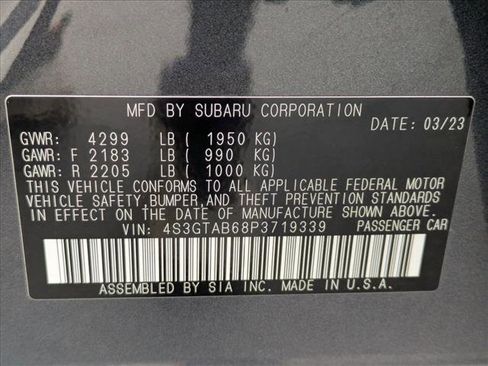 MFD BY SUBARU CORPORATION
DATE: 03/23
GVWR: 4299 LB ( 1950 KG)
GAWR: F 2183 LB ( 990 KG)
GAWR: R 2205 LB ( 1000 KG)
THIS VEHICLE CONFORMS TO ALL APPLICABLE FEDERAL MOTOR
VEHICLE SAFETY,BUMPER,AND THEFT PREVENTION STANDARDS
IN EFFECT ON THE DATE OF MANUFACTURE SHOWN ABOVE.
VIN: 4S3GTAB68P3719339 PASSENGER CAR
ASSEMBLED BY SIA INC. MADE IN U.S.A.